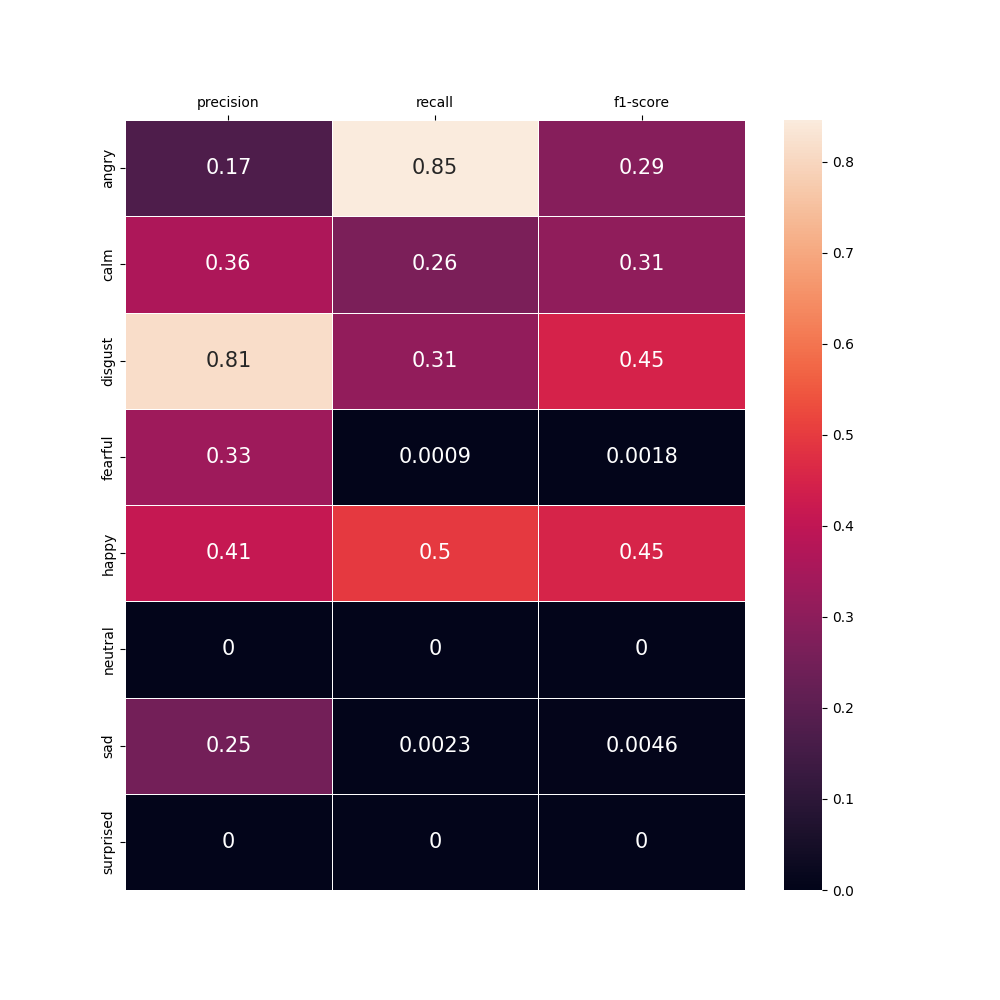 precision recall f1-score
angry 0.17 0.85 0.29
calm 0.36 0.26 0.31
disgust 0.81 0.31 0.45
fearful 0.33 0.0009 0.0018
happy 0.41 0.5 0.45
neutral 0 0 0
sad 0.25 0.0023 0.0046
surprised 0 0 0
0.8
0.7
0.6
0.5
0.4
0.3
0.2
0.1
0.0